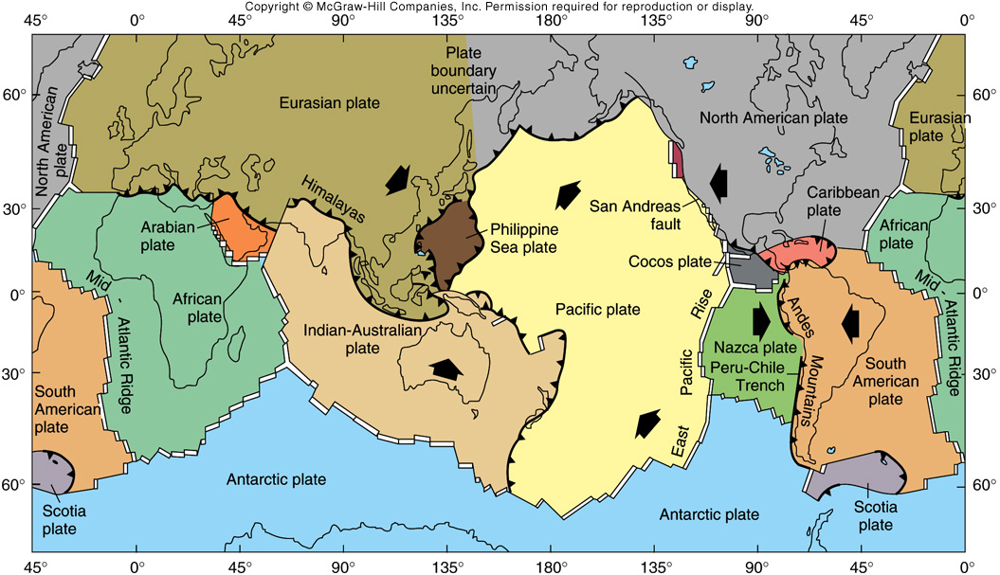 Copyright © McGraw-Hill Companies, Inc. Permission required for reproduction or display.
45° 0° 45° 90° 135° 180° 135° 90° 45° 0°
Plate
boundary
uncertain
60°
60°
North American
plate
Eurasian plate
North American plate
Eurasian
plate
Himalayas
30°
30°
San Andreas
fault
Caribbean
plate
Arabian
plate
Philippine
Sea plate
African
plate
Cocos plate
Mid
Atlantic Ridge
African
plate
Mid
Atlantic Ridge
0°
0°
Pacific plate
Indian-Australian
plate
East
Pacific
Rise
Andes
Mountains
Nazca plate
Peru-Chile
Trench
30°
30°
South
American
plate
South
American
plate
Antarctic plate
60°
60°
Scotia
plate
Antarctic plate
Scotia
plate
45° 0° 45° 90° 135° 180° 135° 90° 45° 0°